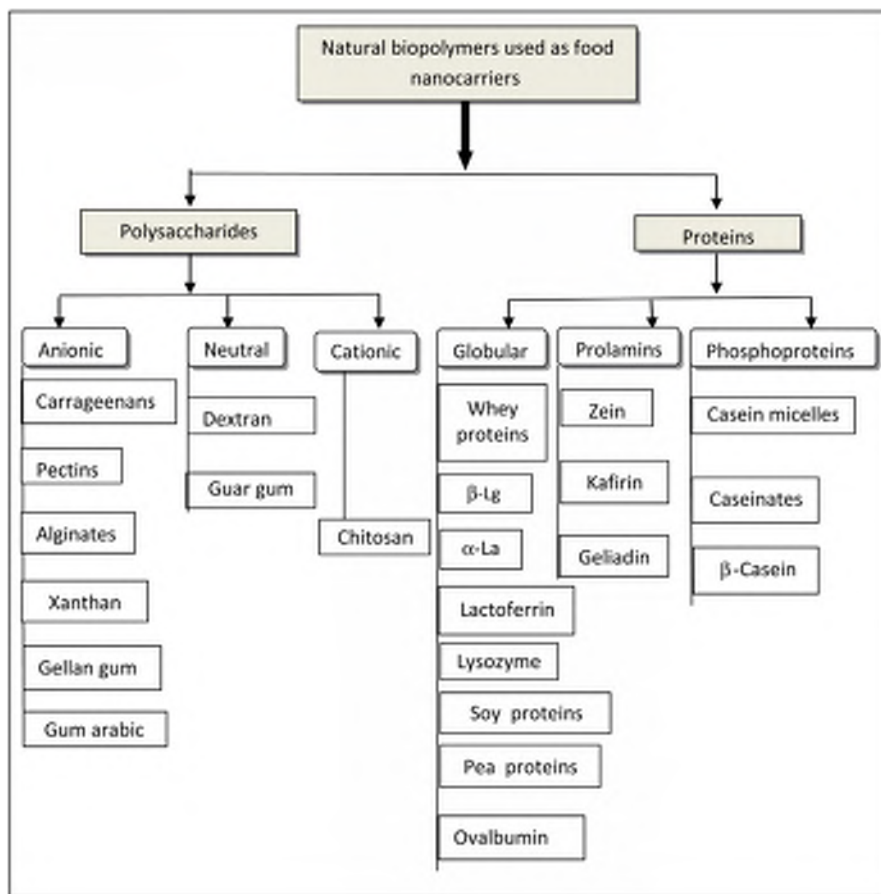 Natural biopolymers used as food
nanocarriers
Polysaccharides
Proteins
Anionic
Neutral
Cationic
Globular
Prolamins
Phosphoproteins
Carrageenans
Pectins
Alginates
Xanthan
Gellan gum
Gum arabic
Dextran
Guar gum
Chitosan
Whey
proteins
β-Lg
α-La
Lactoferrin
Lysozyme
Soy proteins
Pea proteins
Ovalbumin
Zein
Kafirin
Geliadin
Casein micelles
Caseinates
β-Casein